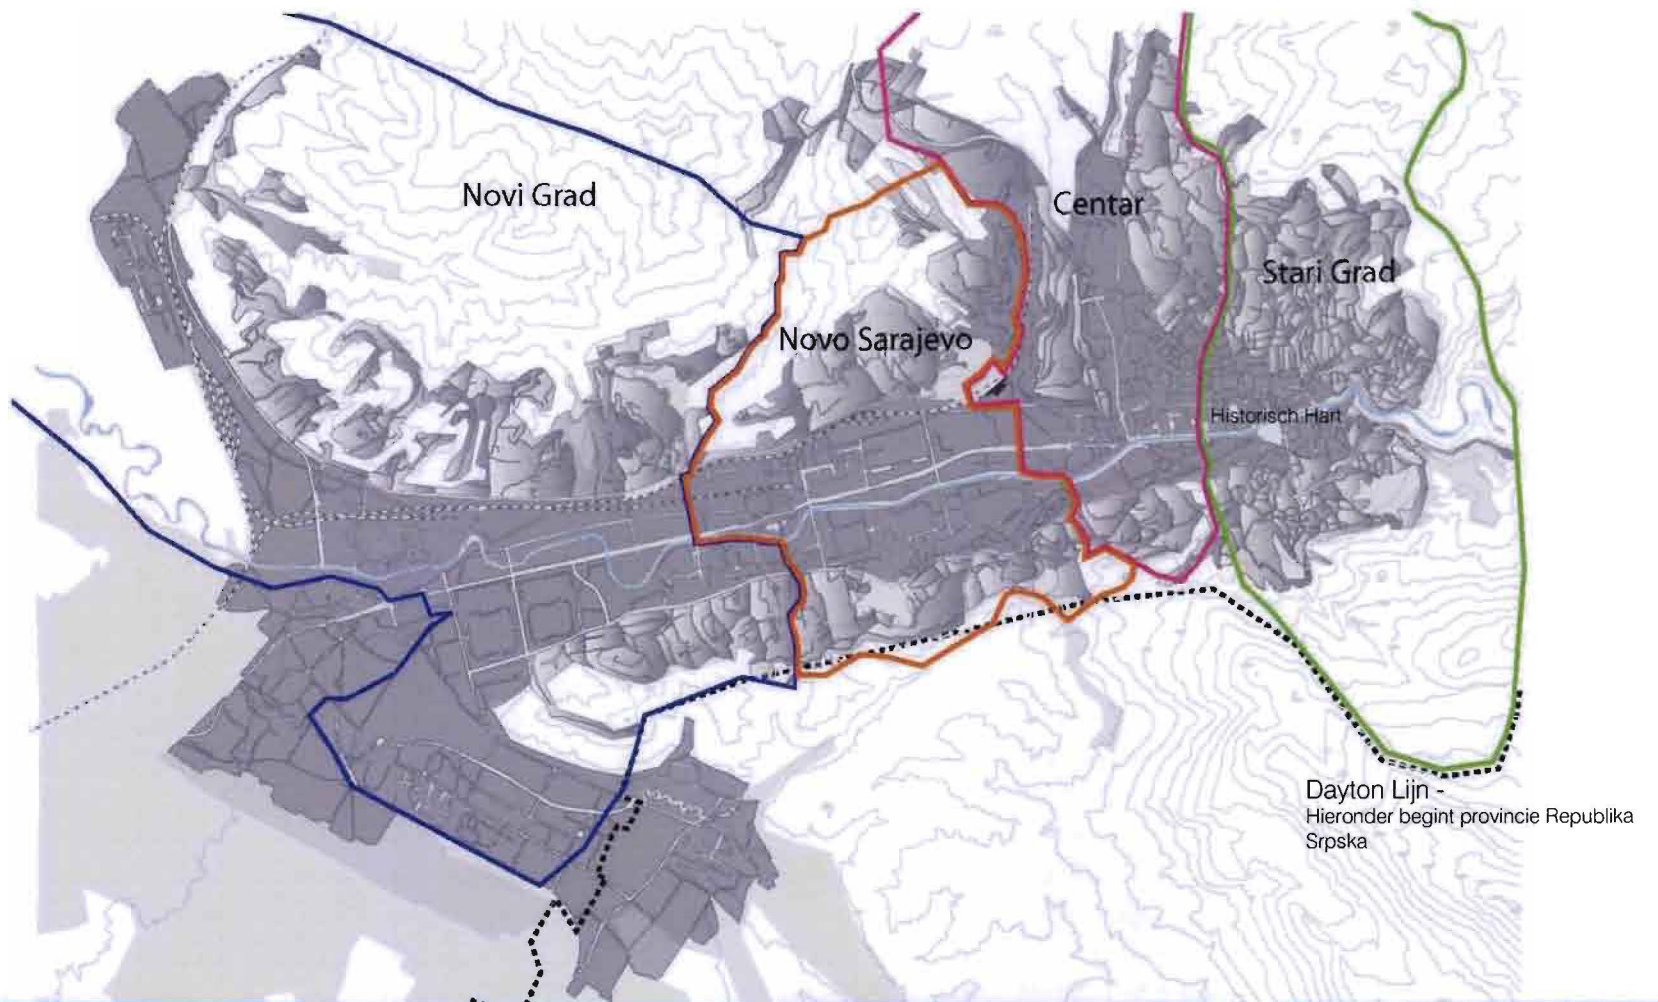 Novi Grad
Centar
Stari Grad
Novo Sarajevo
Historisch Hart
Dayton Lijn -
Hieronder begint provincie Republika
Srpska